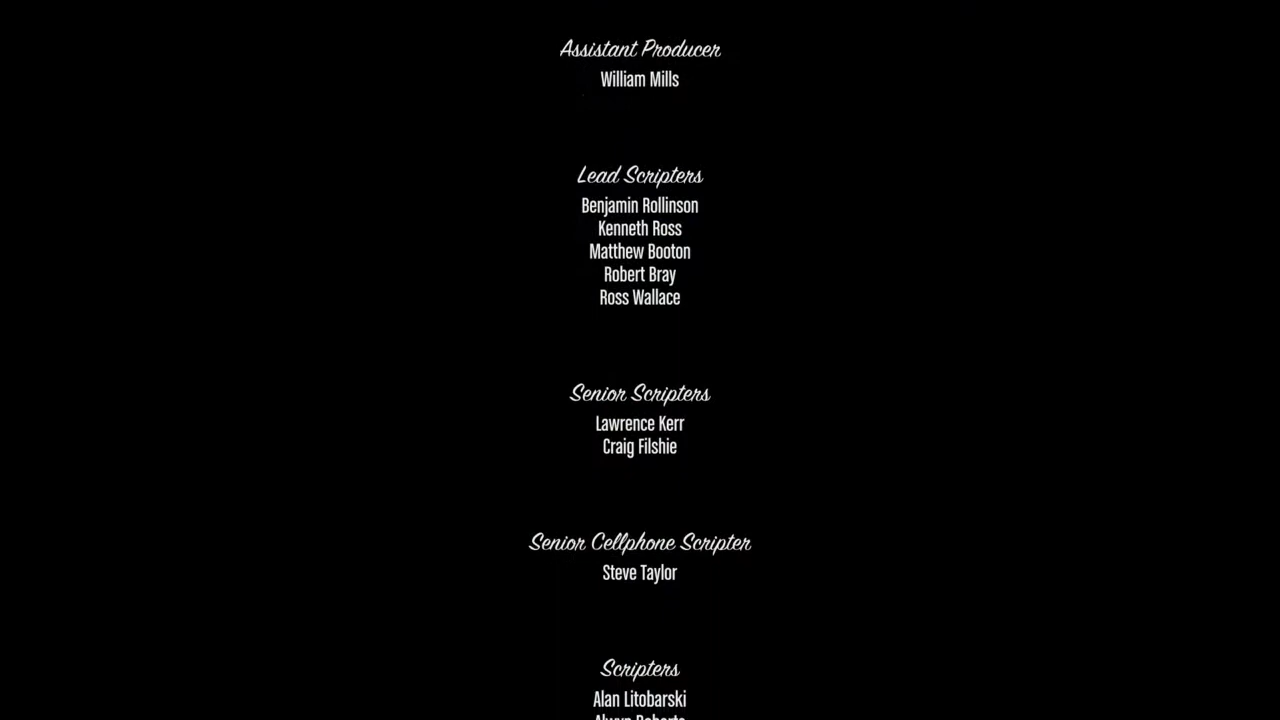 Assistant Producer
William Mills
Lead Scripters
Benjamin Rollinson
Kenneth Ross
Matthew Booton
Robert Bray
Ross Wallace
Senior Scripters
Lawrence Kerr
Craig Filshie
Senior Cellphone Scripter
Steve Taylor
Scripters
Alan Litobarski